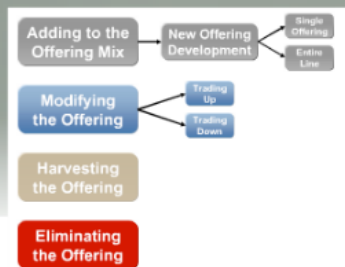 Adding to the
Offering Mix
New Offering
Development
Single
Offering
Entire
Line
Modifying
the Offering
Trading
Up
Trading
Down
Harvesting
the Offering
Eliminating
the Offering